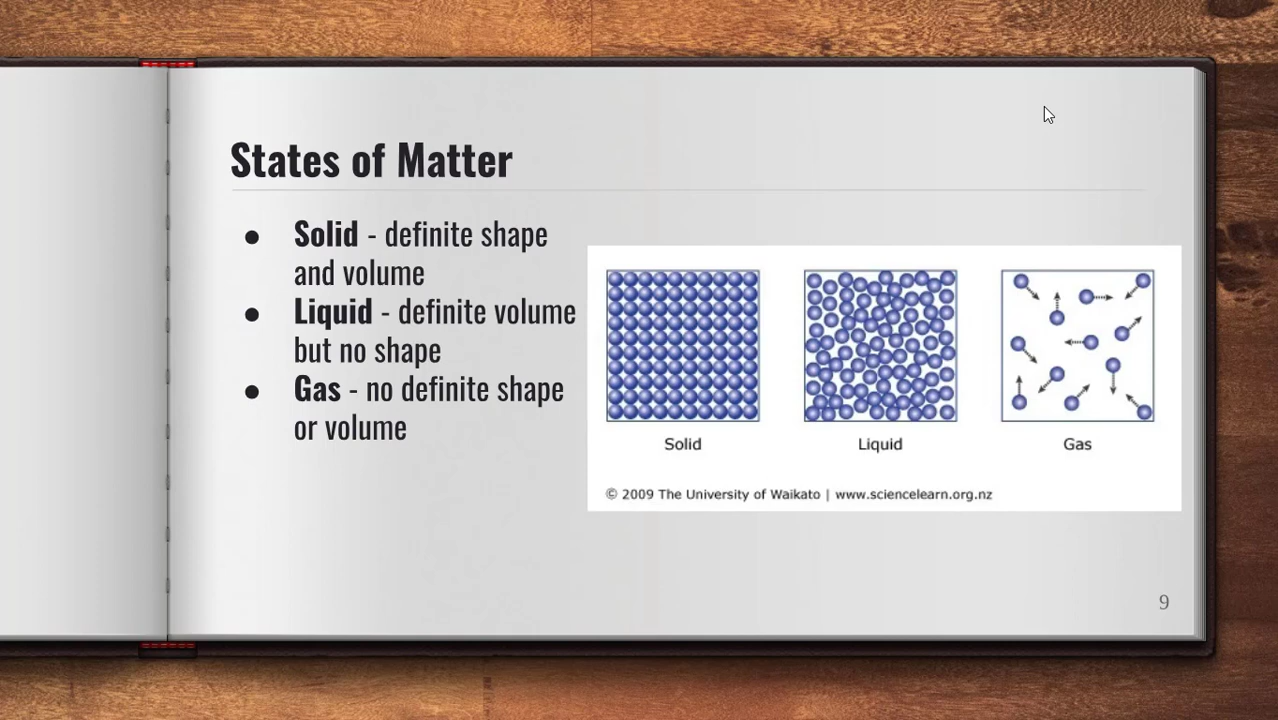 States of Matter
● Solid - definite shape
and volume
● Liquid - definite volume
but no shape
● Gas - no definite shape
or volume
Solid
Liquid
Gas
© 2009 The University of Waikato | www.sciencelearn.org.nz
9